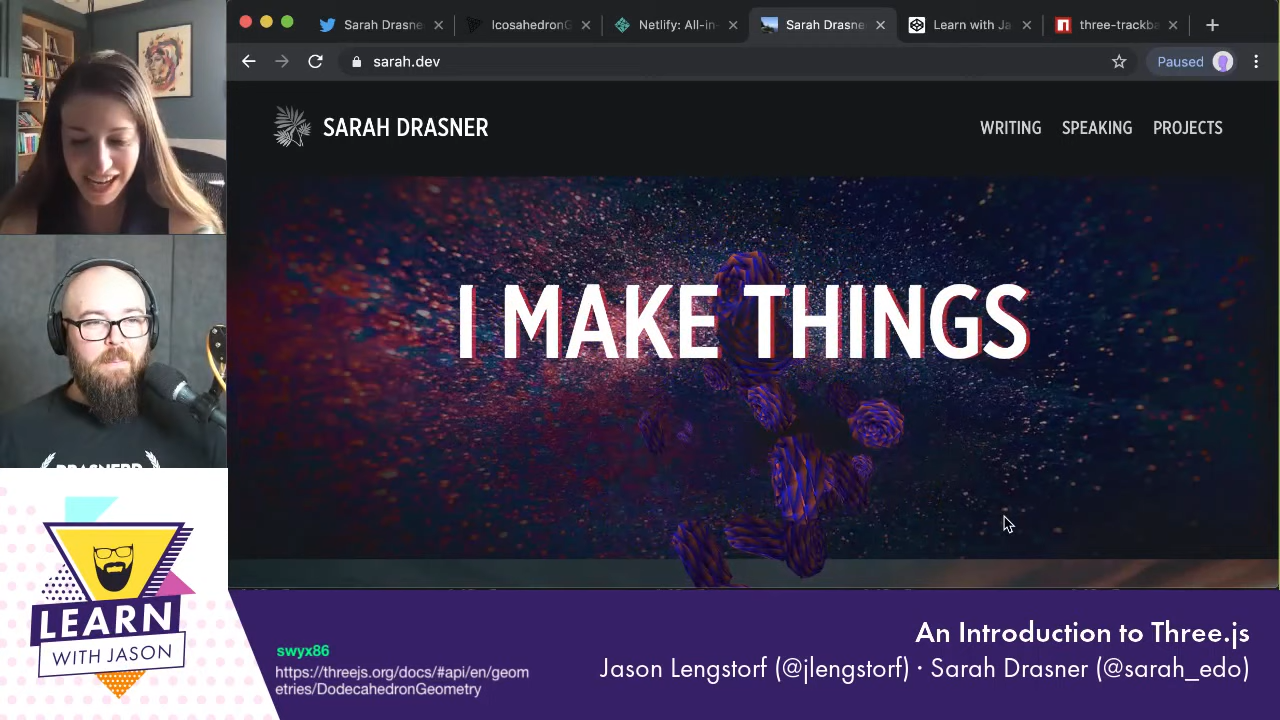 Sarah Drasne
IcosahedronG
Netlify: All-in-
Sarah Drasne
Learn with Ja
three-trackba
sarah.dev
Paused
SARAH DRASNER
WRITING
SPEAKING
PROJECTS
I MAKE THINGS
LEARN
WITH JASON
swyx86
https://threejs.org/docs/#api/en/geom
etries/DodecahedronGeometry
An Introduction to Three.js
Jason Lengstorf (@jlengstorf) · Sarah Drasner (@sarah_edo)